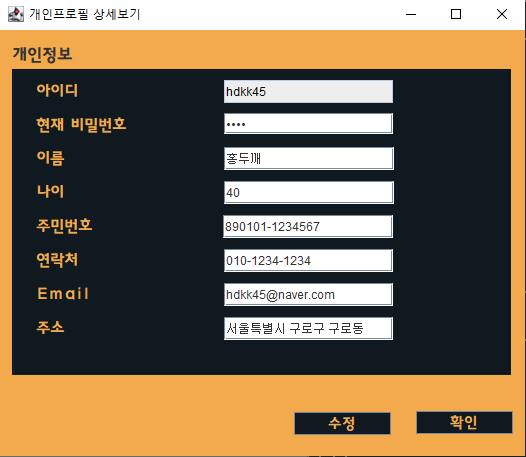 개인프로필 상세보기
개인정보
아이디 hdkk45
현재 비밀번호 ••••
이름 홍두깨
나이 40
주민번호 890101-1234567
연락처 010-1234-1234
Email hdkk45@naver.com
주소 서울특별시 구로구 구로동
수정 확인